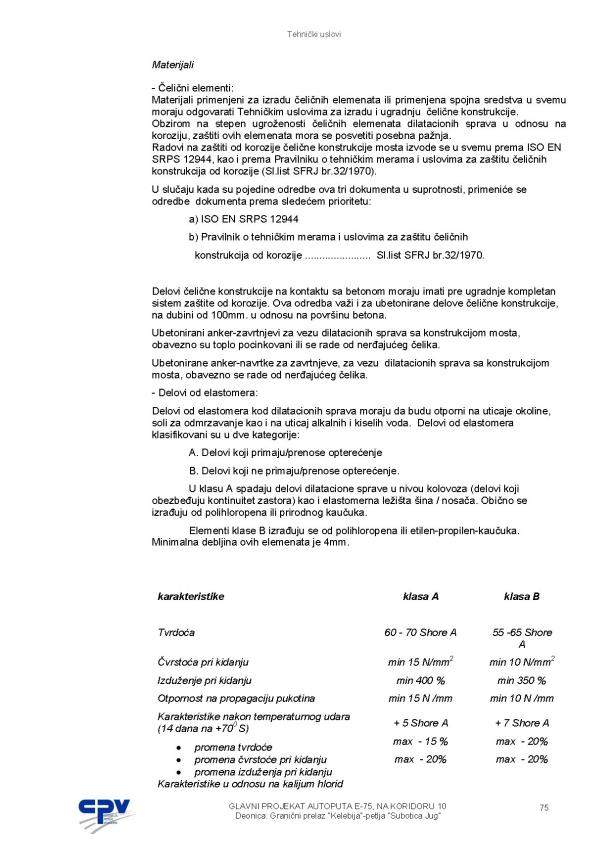 Tehnički uslovi
Materijali
- Čelični elementi:
Materijali primenjeni za izradu čeličnih elemenata ili primenjena spojna sredstva u svemu
moraju odgovarati Tehničkim uslovima za izradu i ugradnju čelične konstrukcije.
Obzirom na stepen ugroženosti čeličnih elemenata dilatacionih sprava u odnosu na
koroziju, zaštiti ovih elemenata mora se posvetiti posebna pažnja.
Radovi na zaštiti od korozije čelične konstrukcije mosta izvode se u svemu prema ISO EN
SRPS 12944, kao i prema Pravilniku o tehničkim merama i uslovima za zaštitu čeličnih
konstrukcija od korozije (Sl.list SFRJ br.32/1970).
U slučaju kada su pojedine odredbe ova tri dokumenta u suprotnosti, primeniće se
odredbe dokumenta prema sledećem prioritetu:
a) ISO EN SRPS 12944
b) Pravilnik o tehničkim merama i uslovima za zaštitu čeličnih
konstrukcija od korozije ....................... Sl.list SFRJ br.32/1970.
Delovi čelične konstrukcije na kontaktu sa betonom moraju imati pre ugradnje kompletan
sistem zaštite od korozije. Ova odredba važi i za ubetonirane delove čelične konstrukcije,
na dubini od 100mm. u odnosu na površinu betona.
Ubetonirani anker-zavrtnjevi za vezu dilatacionih sprava sa konstrukcijom mosta,
obavezno su toplo pocinkovani ili se rade od nerđajućeg čelika.
Ubetonirane anker-navrtke za zavrtnjeve, za vezu dilatacionih sprava sa konstrukcijom
mosta, obavezno se rade od nerđajućeg čelika.
- Delovi od elastomera:
Delovi od elastomera kod dilatacionih sprava moraju da budu otporni na uticaje okoline,
soli za odmrzavanje kao i na uticaj alkalnih i kiselih voda. Delovi od elastomera
klasifikovani su u dve kategorije:
A. Delovi koji primaju/prenose opterećenje
B. Delovi koji ne primaju/prenose opterećenje.
U klasu A spadaju delovi dilatacione sprave u nivou kolovoza (delovi koji
obezbeđuju kontinuitet zastora) kao i elastomerna ležišta šina / nosača. Obično se
izrađuju od polihloropena ili prirodnog kaučuka.
Elementi klase B izrađuju se od polihloropena ili etilen-propilen-kaučuka.
Minimalna debljina ovih elemenata je 4mm.
karakteristike klasa A klasa B
Tvrdoća 60 - 70 Shore A 55 -65 Shore
A
Čvrstoća pri kidanju min 15 N/mm² min 10 N/mm²
Izduženje pri kidanju min 400 % min 350 %
Otpornost na propagaciju pukotina min 15 N /mm min 10 N /mm
Karakteristike nakon temperaturnog udara
(14 dana na +70⁰ S) + 5 Shore A + 7 Shore A
• promena tvrdoće max - 15 % max - 20%
• promena čvrstoće pri kidanju max - 20% max - 20%
• promena izduženja pri kidanju
Karakteristike u odnosu na kalijum hlorid
CPV
GLAVNI PROJEKAT AUTOPUTA E-75, NA KORIDORU 10 75
Deonica: Granični prelaz "Kelebija"-petlja "Subotica Jug"